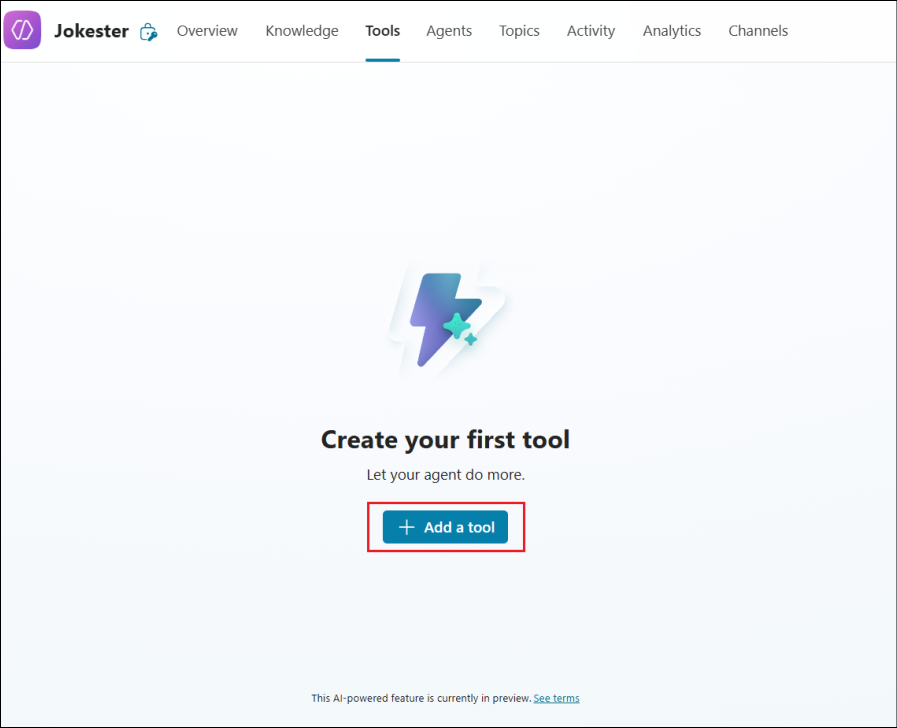 Jokester Overview Knowledge Tools Agents Topics Activity Analytics Channels
Create your first tool
Let your agent do more.
Add a tool
This AI-powered feature is currently in preview. See terms